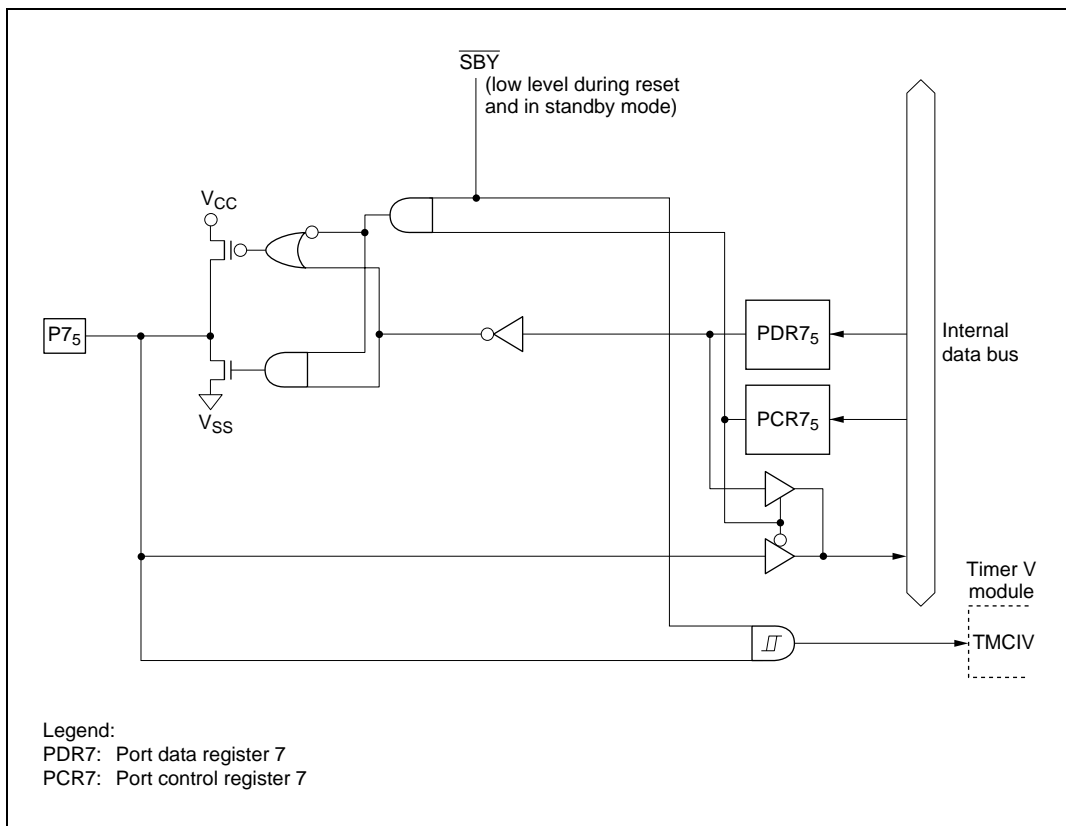 SBY
(low level during reset
and in standby mode)
VCC
P75
VSS
PDR75
PCR75
Internal
data bus
Timer V
module
TMCIV
Legend:
PDR7: Port data register 7
PCR7: Port control register 7